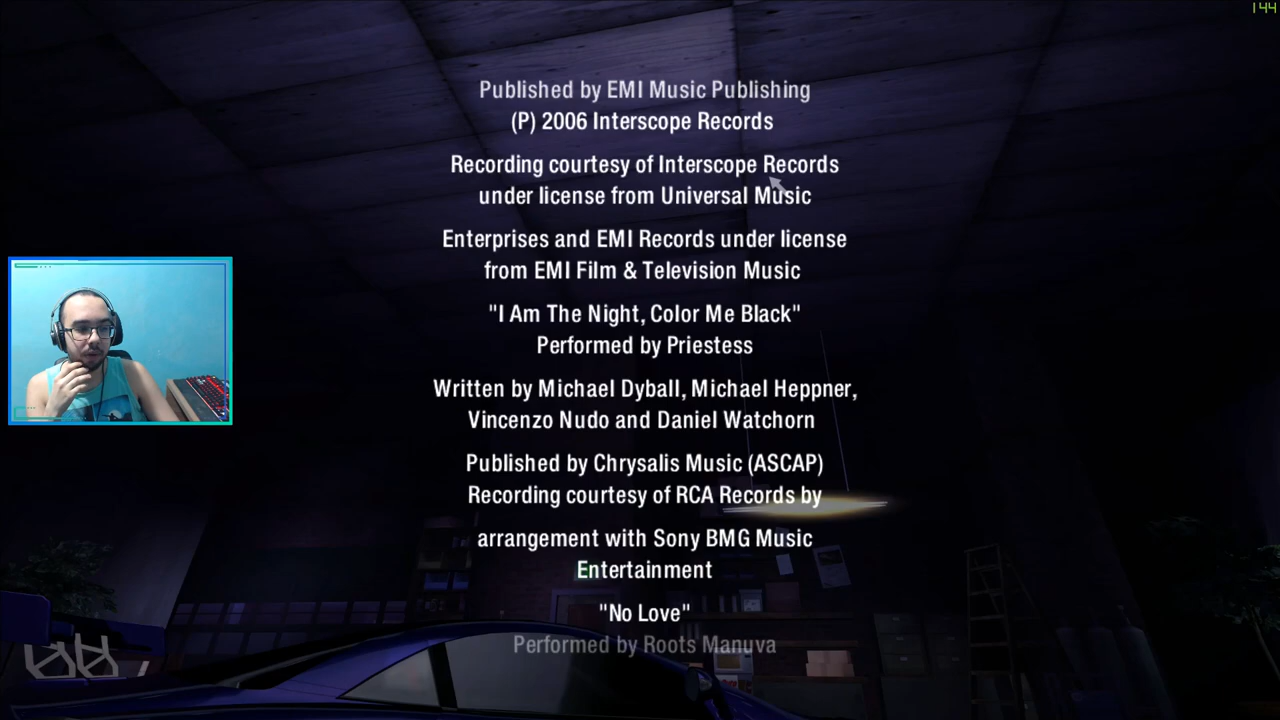 144
Published by EMI Music Publishing
(P) 2006 Interscope Records
Recording courtesy of Interscope Records
under license from Universal Music
Enterprises and EMI Records under license
from EMI Film & Television Music
"I Am The Night, Color Me Black"
Performed by Priestess
Written by Michael Dyball, Michael Heppner,
Vincenzo Nudo and Daniel Watchorn
Published by Chrysalis Music (ASCAP)
Recording courtesy of RCA Records by
arrangement with Sony BMG Music
Entertainment
"No Love"
Performed by Roots Manuva